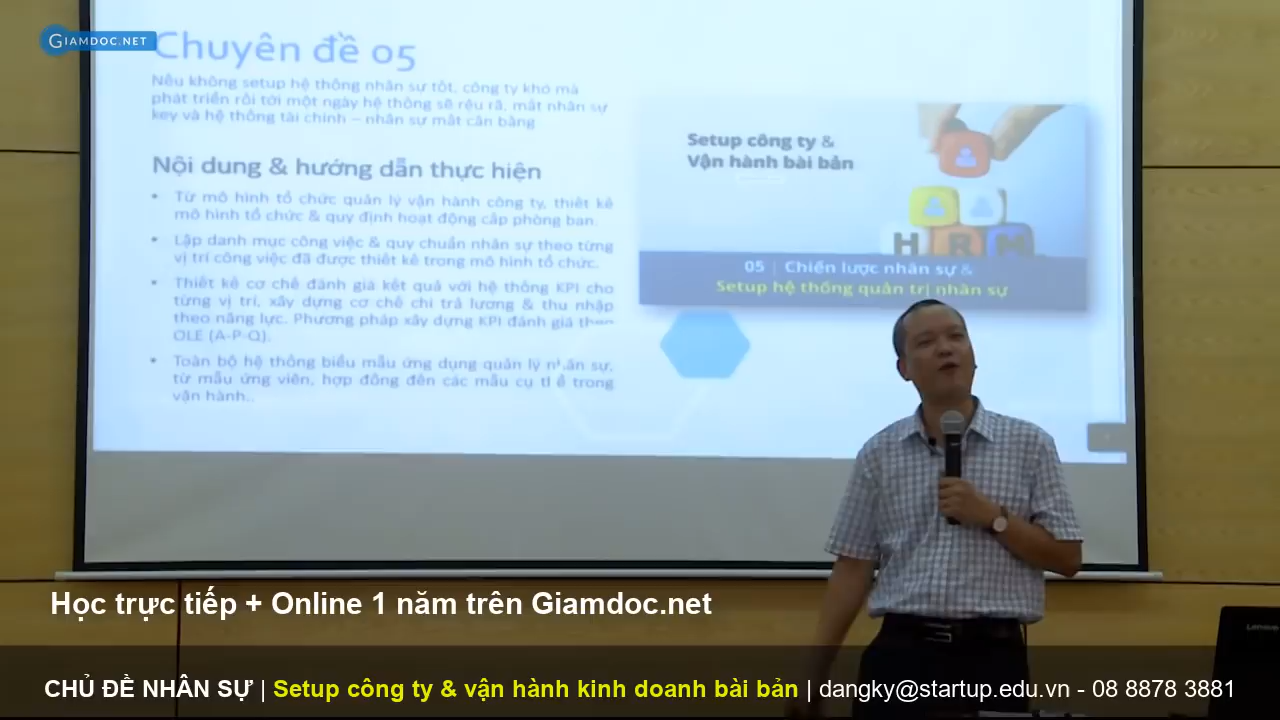 GIAMDOC.NET
Chuyên đề 05
Nếu không setup hệ thống nhân sự tốt, công ty khó mà
phát triển rồi tới một ngày hệ thống sẽ rệu rã, mất nhân sự
key và hệ thống tài chính – nhân sự mất cân bằng
Nội dung & hướng dẫn thực hiện
• Từ mô hình tổ chức quản lý vận hành công ty, thiết kế
mô hình tổ chức & quy định hoạt động cấp phòng ban.
• Lập danh mục công việc & quy chuẩn nhân sự theo từng
vị trí công việc đã được thiết kế trong mô hình tổ chức.
• Thiết kế cơ chế đánh giá kết quả với hệ thống KPI cho
từng vị trí, xây dựng cơ chế chi trả lương & thu nhập
theo năng lực. Phương pháp xây dựng KPI đánh giá theo
OLE (A-P-Q).
• Toàn bộ hệ thống biểu mẫu ứng dụng quản lý nhân sự,
từ mẫu ứng viên, hợp đồng đến các mẫu cụ thể trong
vận hành..
Setup công ty &
Vận hành bài bản
HRM
05 | Chiến lược nhân sự &
Setup hệ thống quản trị nhân sự
Lenovo
Học trực tiếp + Online 1 năm trên Giamdoc.net
CHỦ ĐỀ NHÂN SỰ | Setup công ty & vận hành kinh doanh bài bản | dangky@startup.edu.vn - 08 8878 3881